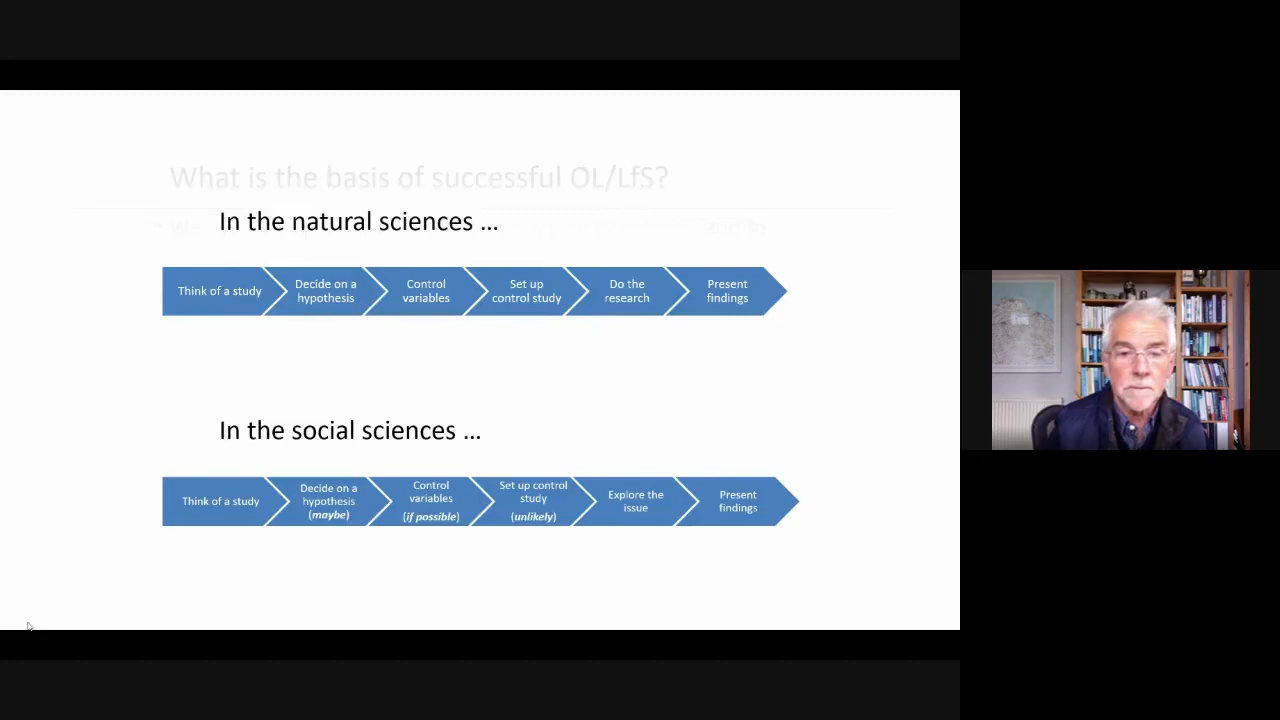 What is the basis of successful OL/LfS?
In the natural sciences ...
Think of a study
Decide on a
hypothesis
Control
variables
Set up
control study
Do the
research
Present
findings
In the social sciences ...
Think of a study
Decide on a
hypothesis
(maybe)
Control
variables
(if possible)
Set up control
study
(unlikely)
Explore the
issue
Present
findings